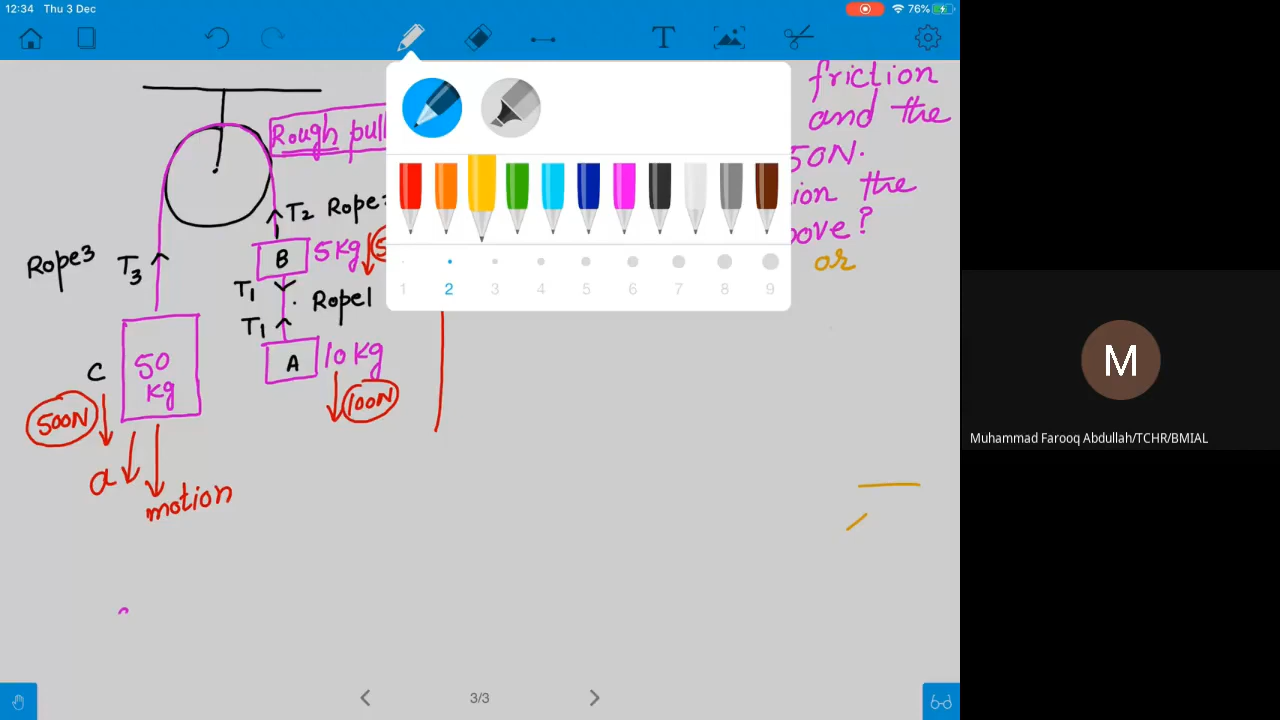 12:34 Thu 3 Dec
76%
T
friction
and the
Rough pull
50N.
ion the
ove?
or
T2 Rope
B 5kg
Rope3 T3
T1 Rope1
T1
A 10kg
100N
C
50
kg
500N
a
motion
1 2 3 4 5 6 7 8 9
3/3
M
Muhammad Farooq Abdullah/TCHR/BMIAL